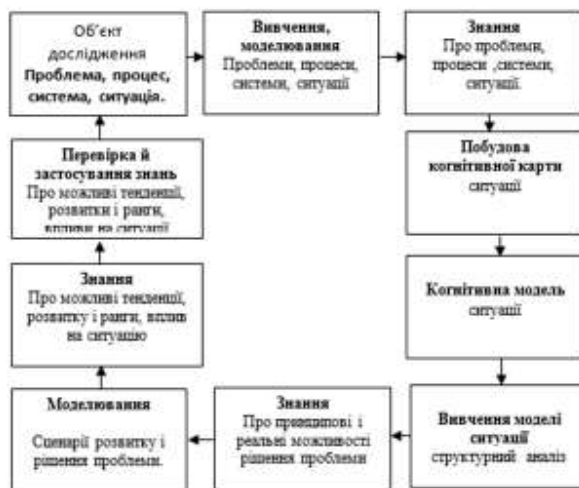 Об'єкт
дослідження
Проблема, процес,
система, ситуація.
Вивчення,
моделювання
Проблеми, процеси,
системи, ситуації
Знання
Про проблеми,
процеси ,системи,
ситуації.
Побудова
когнітивної карти
ситуації
Когнітивна модель
ситуації
Вивчення моделі
ситуації
структурний аналіз
Знання
Про принципові і
реальні можливості
рішення проблеми
Моделювання
Сценарії розвитку і
рішення проблеми.
Знання
Про можливі тенденції,
розвитку і ранги, вплив
на ситуацію
Перевірка й
застосування знань
Про можливі тенденції,
розвитки і ранги,
впливи на ситуації